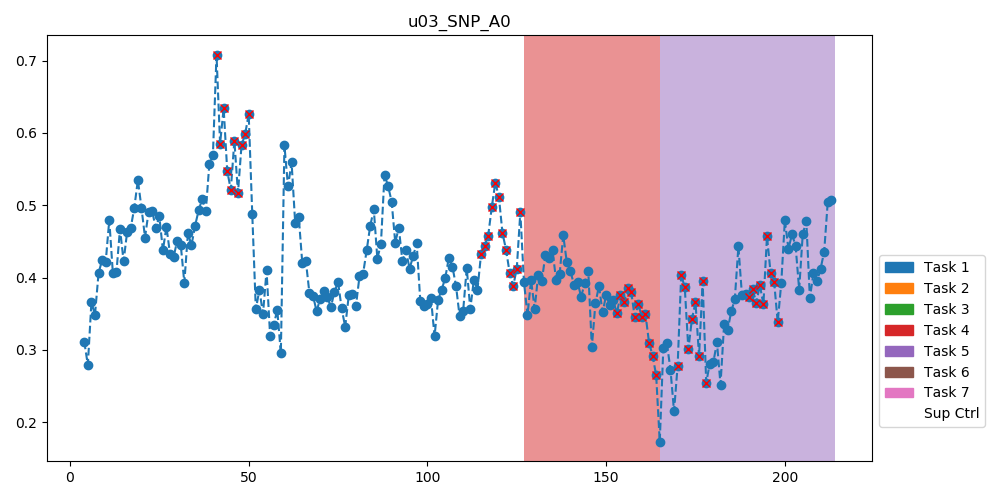 u03_SNP_A0
0.7
0.6
0.5
0.4
0.3
0.2
0
50
100
150
200
Task 1
Task 2
Task 3
Task 4
Task 5
Task 6
Task 7
Sup Ctrl